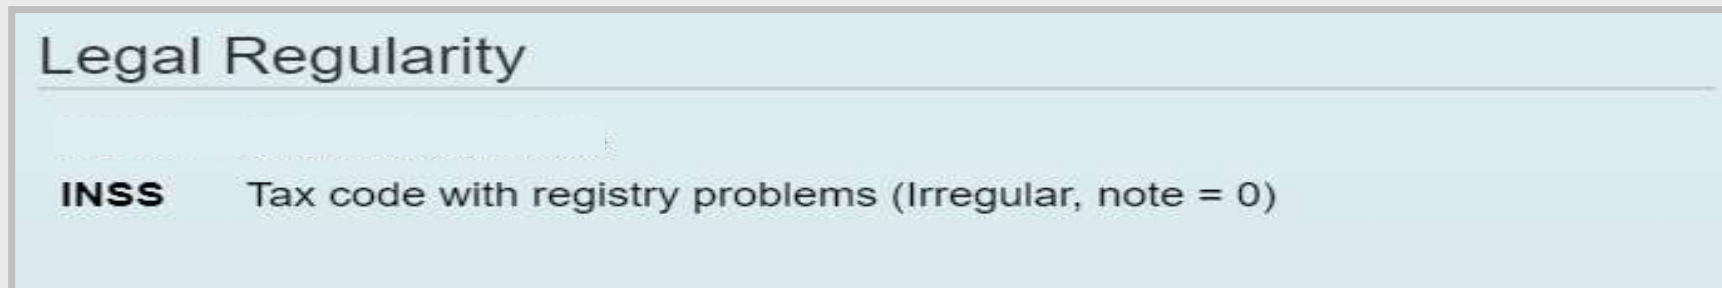 Legal Regularity
INSS Tax code with registry problems (Irregular, note = 0)